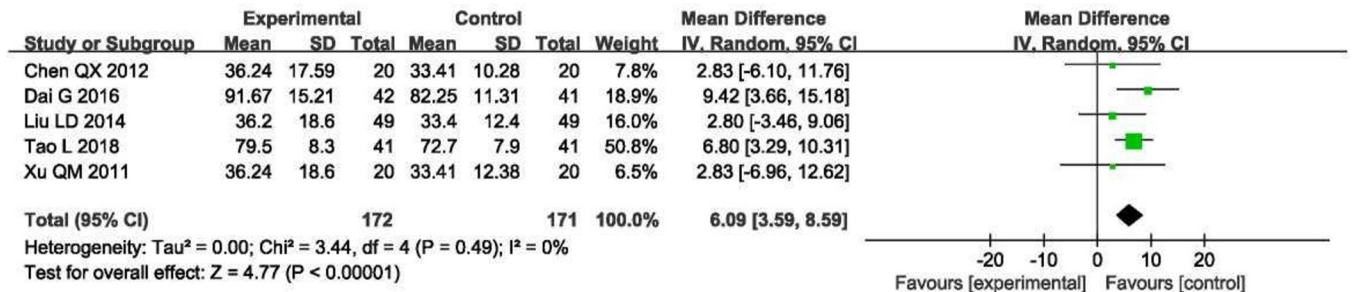 Experimental Control Mean Difference Mean Difference
Study or Subgroup Mean SD Total Mean SD Total Weight IV, Random, 95% CI IV, Random, 95% CI
Chen QX 2012 36.24 17.59 20 33.41 10.28 20 7.8% 2.83 [-6.10, 11.76]
Dai G 2016 91.67 15.21 42 82.25 11.31 41 18.9% 9.42 [3.66, 15.18]
Liu LD 2014 36.2 18.6 49 33.4 12.4 49 16.0% 2.80 [-3.46, 9.06]
Tao L 2018 79.5 8.3 41 72.7 7.9 41 50.8% 6.80 [3.29, 10.31]
Xu QM 2011 36.24 18.6 20 33.41 12.38 20 6.5% 2.83 [-6.96, 12.62]
Total (95% CI) 172 171 100.0% 6.09 [3.59, 8.59]
Heterogeneity: Tau² = 0.00; Chi² = 3.44, df = 4 (P = 0.49); I² = 0%
Test for overall effect: Z = 4.77 (P < 0.00001)
-20 -10 0 10 20
Favours [experimental] Favours [control]